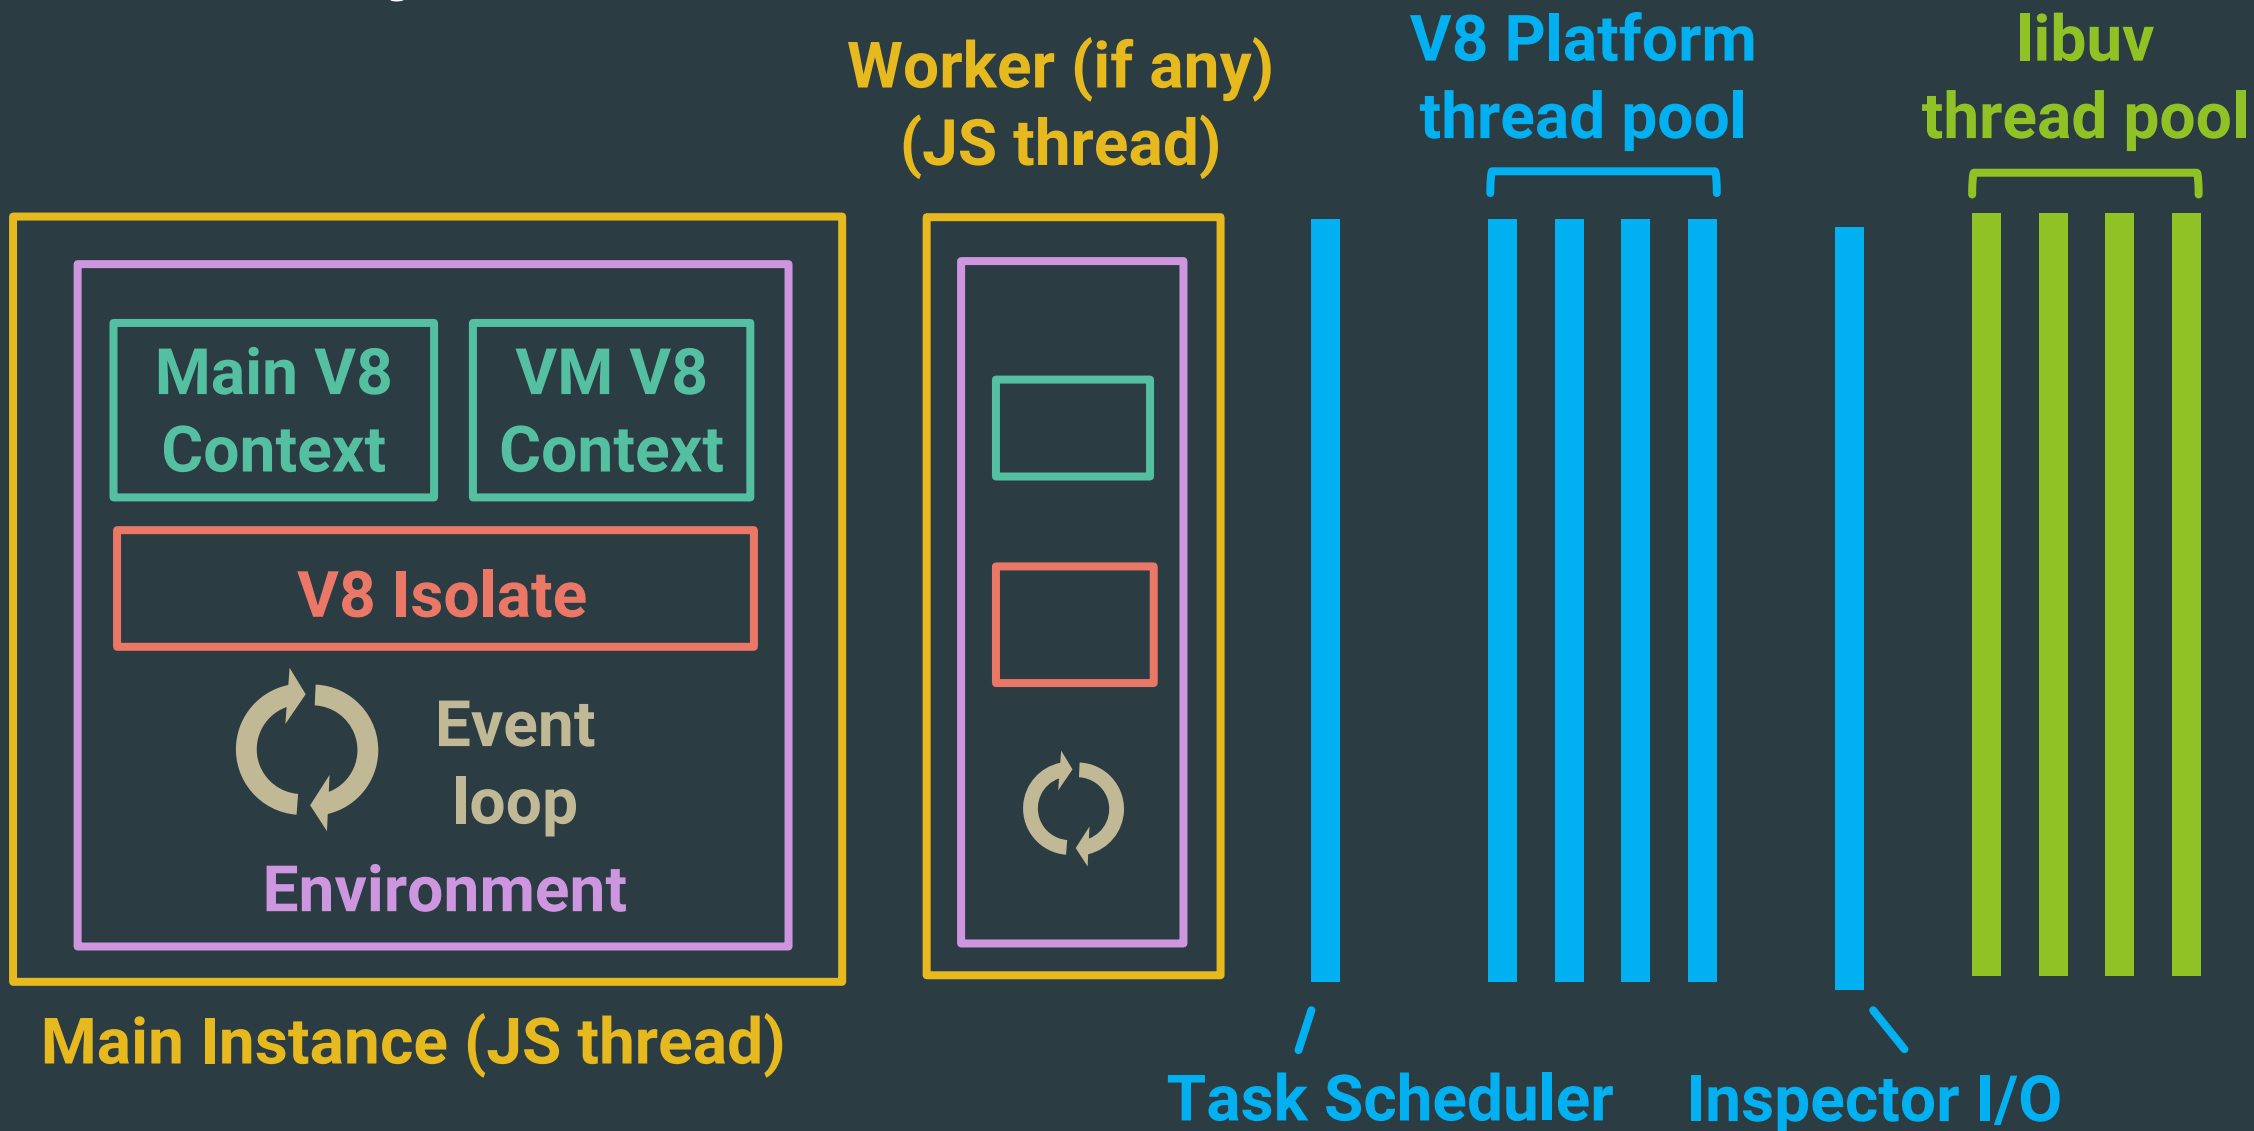 Worker (if any)
(JS thread)
V8 Platform
thread pool
libuv
thread pool
Main V8
Context
VM V8
Context
V8 Isolate
Event
loop
Environment
Main Instance (JS thread)
Task Scheduler
Inspector I/O